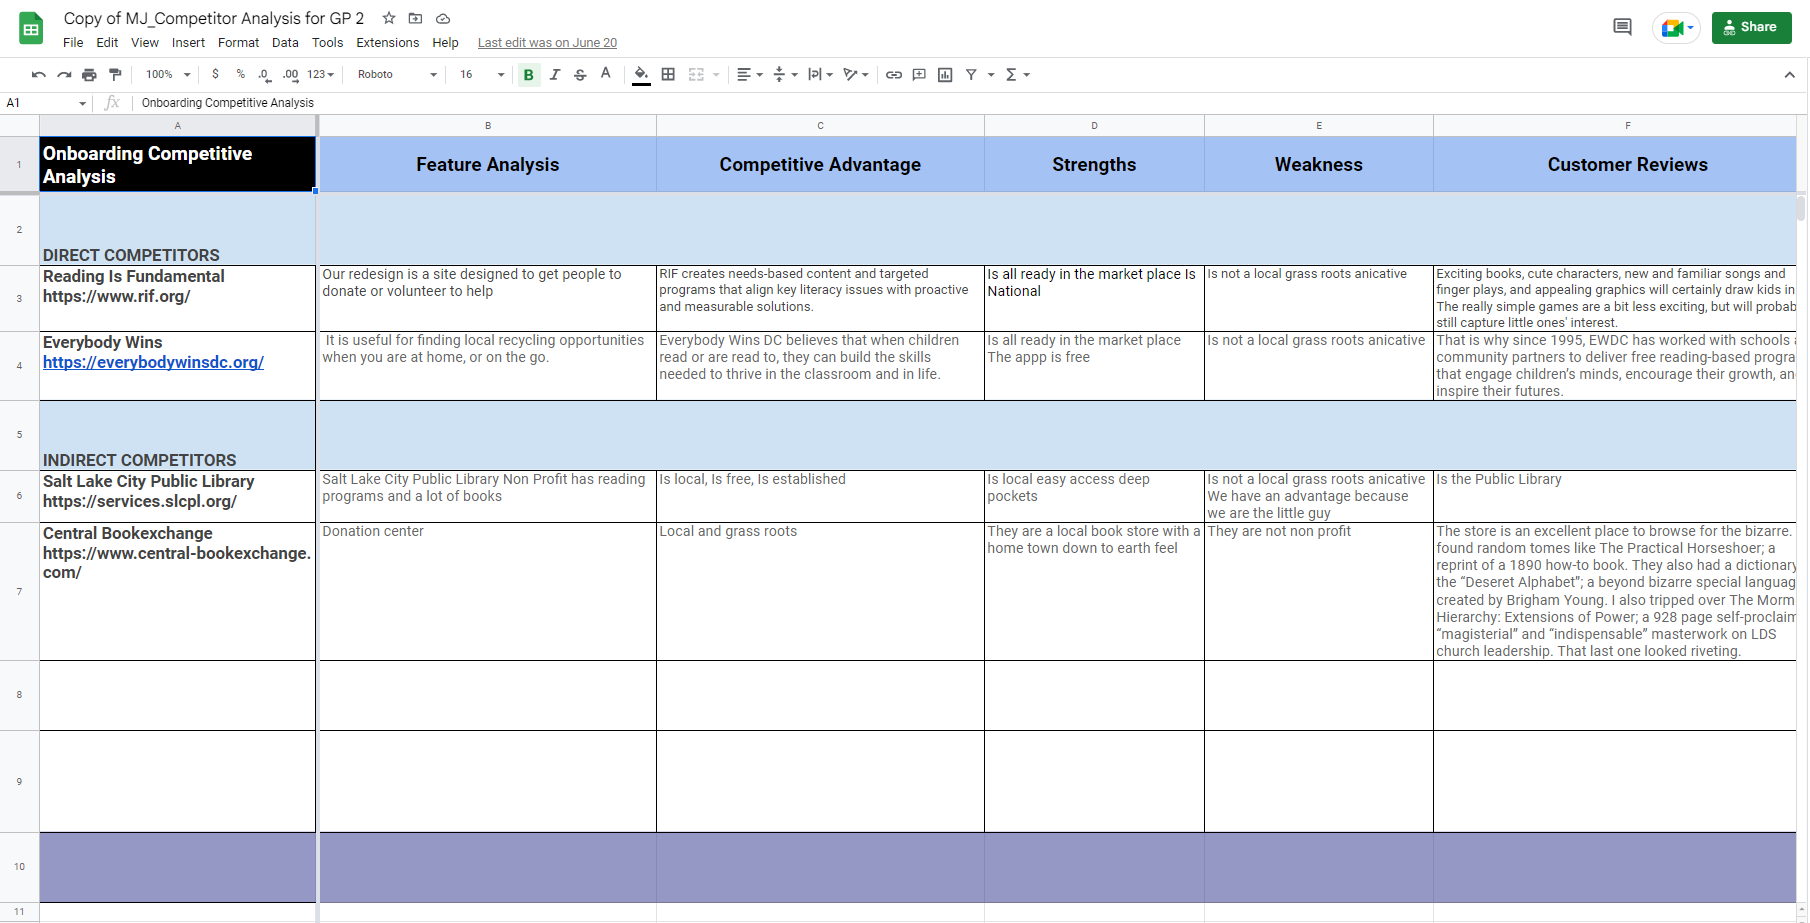 Copy of MJ_Competitor Analysis for GP 2
File Edit View Insert Format Data Tools Extensions Help Last edit was on June 20
Share
100% $ % .0 .00 123 Roboto 16 B I S A
A1 fx Onboarding Competitive Analysis
A B C D E F
1
Onboarding Competitive
Analysis
Feature Analysis
Competitive Advantage
Strengths
Weakness
Customer Reviews
2
DIRECT COMPETITORS
3
Reading Is Fundamental
https://www.rif.org/
Our redesign is a site designed to get people to
donate or volunteer to help
RIF creates needs-based content and targeted
programs that align key literacy issues with proactive
and measurable solutions.
Is all ready in the market place Is
National
Is not a local grass roots anicative
Exciting books, cute characters, new and familiar songs and
finger plays, and appealing graphics will certainly draw kids in
The really simple games are a bit less exciting, but will probab
still capture little ones' interest.
4
Everybody Wins
https://everybodywinsdc.org/
It is useful for finding local recycling opportunities
when you are at home, or on the go.
Everybody Wins DC believes that when children
read or are read to, they can build the skills
needed to thrive in the classroom and in life.
Is all ready in the market place
The appp is free
Is not a local grass roots anicative
That is why since 1995, EWDC has worked with schools a
community partners to deliver free reading-based progra
that engage children's minds, encourage their growth, an
inspire their futures.
5
INDIRECT COMPETITORS
6
Salt Lake City Public Library
https://services.slcpl.org/
Salt Lake City Public Library Non Profit has reading
programs and a lot of books
Is local, Is free, Is established
Is local easy access deep
pockets
Is not a local grass roots anicative
We have an advantage because
we are the little guy
Is the Public Library
7
Central Bookexchange
https://www.central-bookexchange.
com/
Donation center
Local and grass roots
They are a local book store with a
home town down to earth feel
They are not non profit
The store is an excellent place to browse for the bizarre.
found random tomes like The Practical Horseshoer; a
reprint of a 1890 how-to book. They also had a dictionary
the “Deseret Alphabet”; a beyond bizarre special languag
created by Brigham Young. I also tripped over The Morm
Hierarchy: Extensions of Power; a 928 page self-proclaim
“magisterial” and “indispensable” masterwork on LDS
church leadership. That last one looked riveting.
8
9
10
11